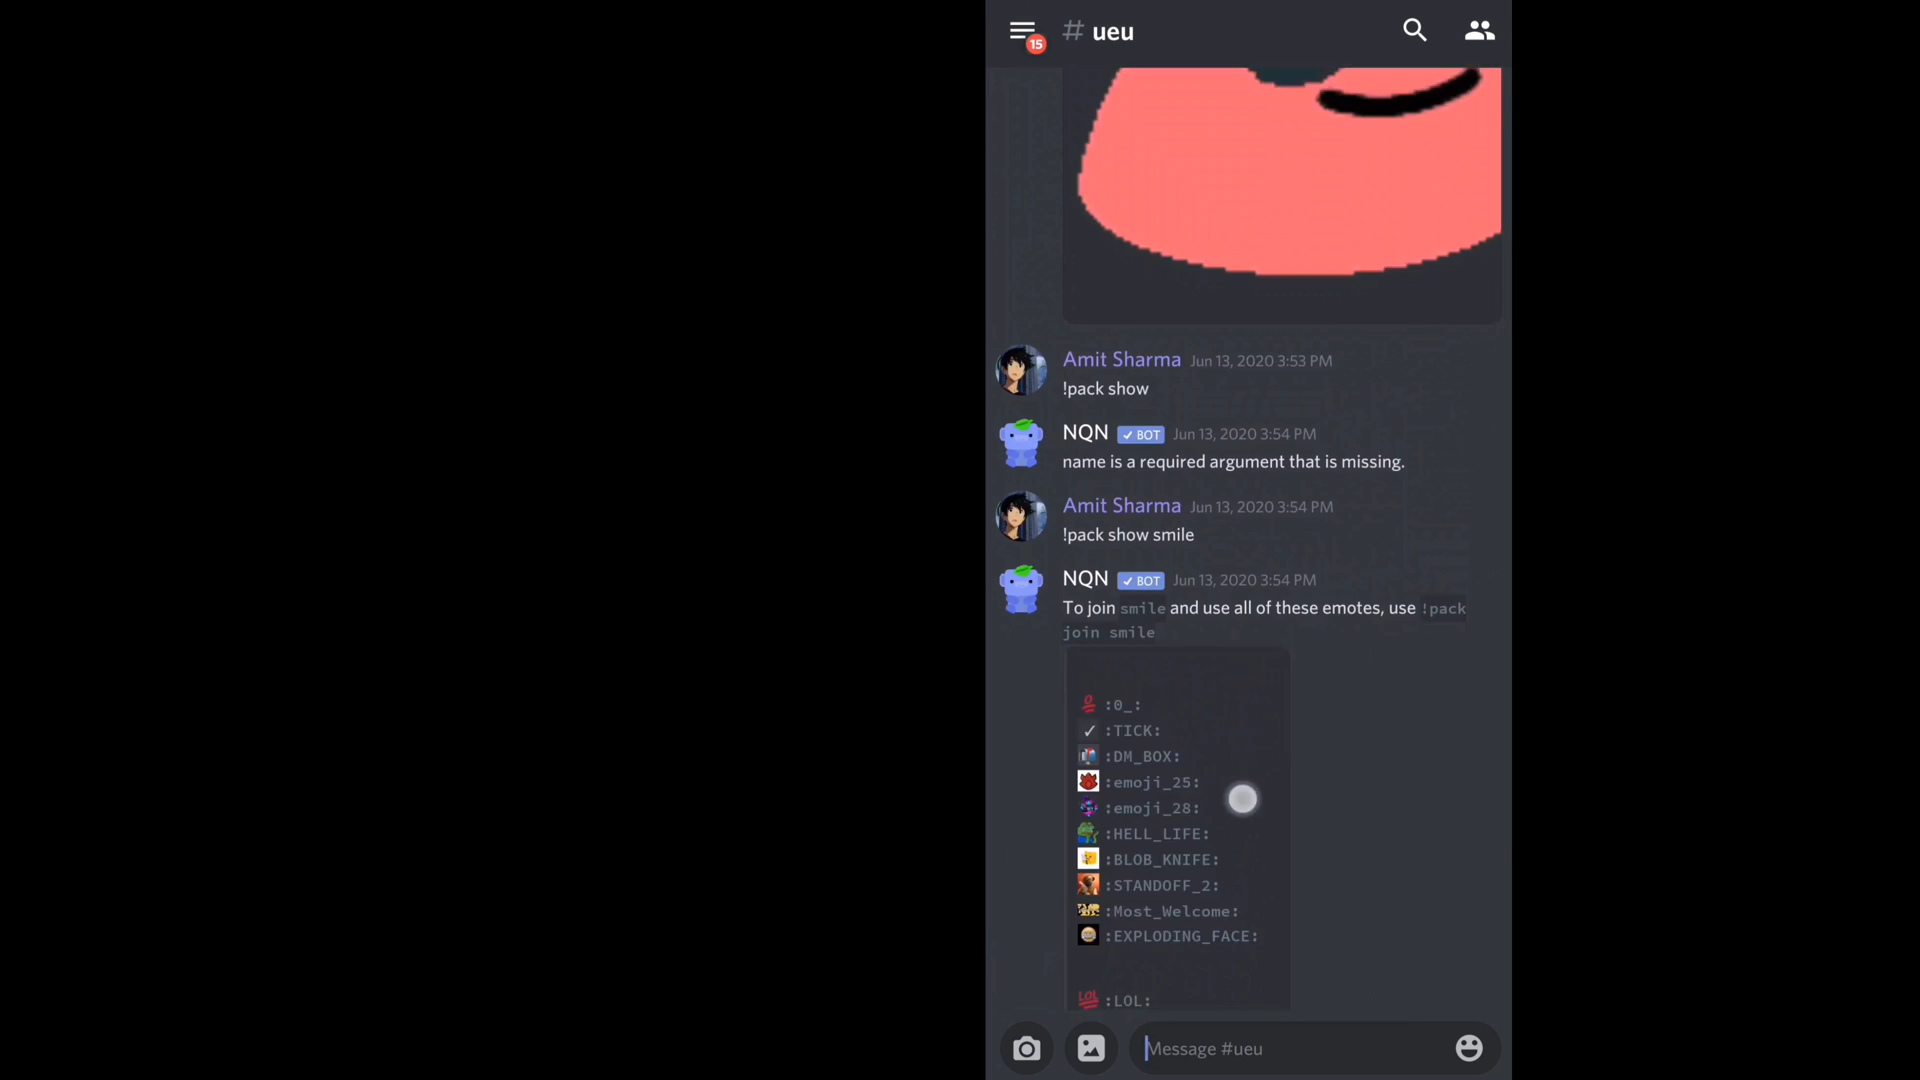 15
# ueu
Amit Sharma Jun 13, 2020 3:53 PM
!pack show
NQN ✓ BOT Jun 13, 2020 3:54 PM
name is a required argument that is missing.
Amit Sharma Jun 13, 2020 3:54 PM
!pack show smile
NQN ✓ BOT Jun 13, 2020 3:54 PM
To join smile and use all of these emotes, use !pack
join smile
:0_:
:TICK:
:DM_BOX:
:emoji_25:
:emoji_28:
:HELL_LIFE:
:BLOB_KNIFE:
:STANDOFF_2:
:Most_Welcome:
:EXPLODING_FACE:
LOL :LOL:
Message #ueu